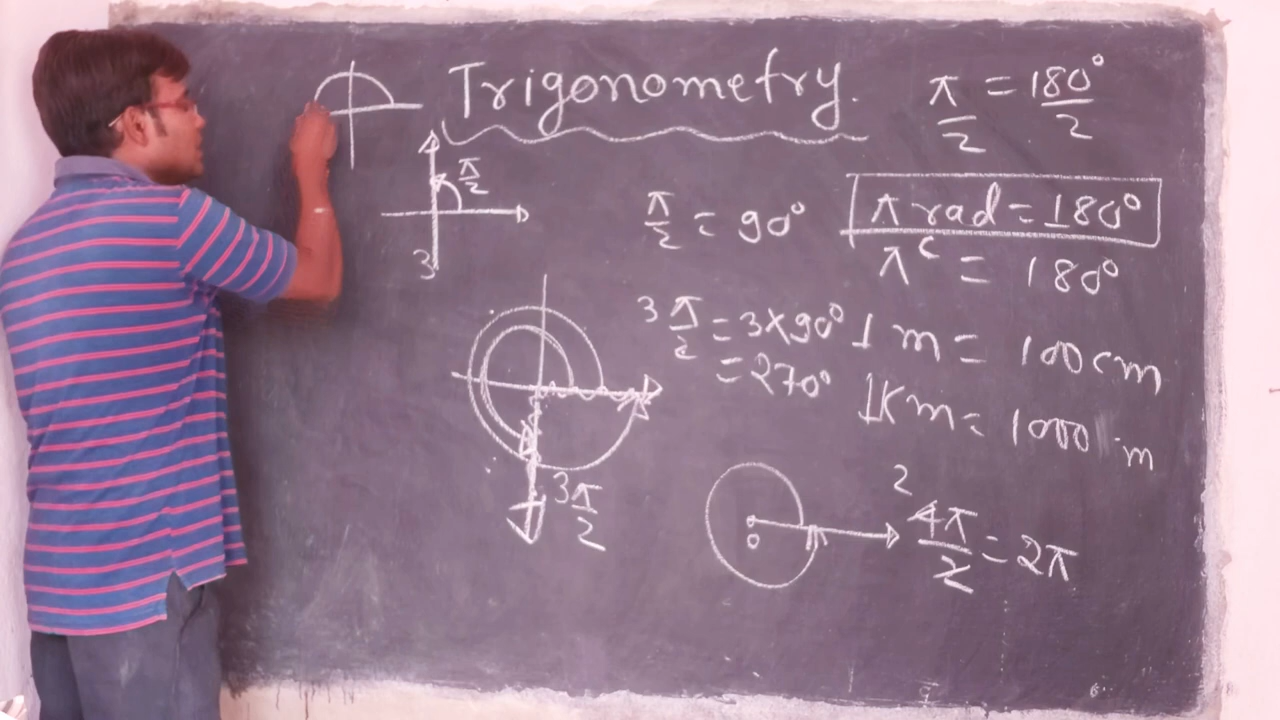 Trigonometry.
π/2 = 180°/2
π/2
π/2 = 90°
π rad = 180°
π^c = 180°
3
3π/2 = 3×90°
= 270°
1 m = 100 cm
1Km = 1000 m
3π/2
0
2
4π/2 = 2π